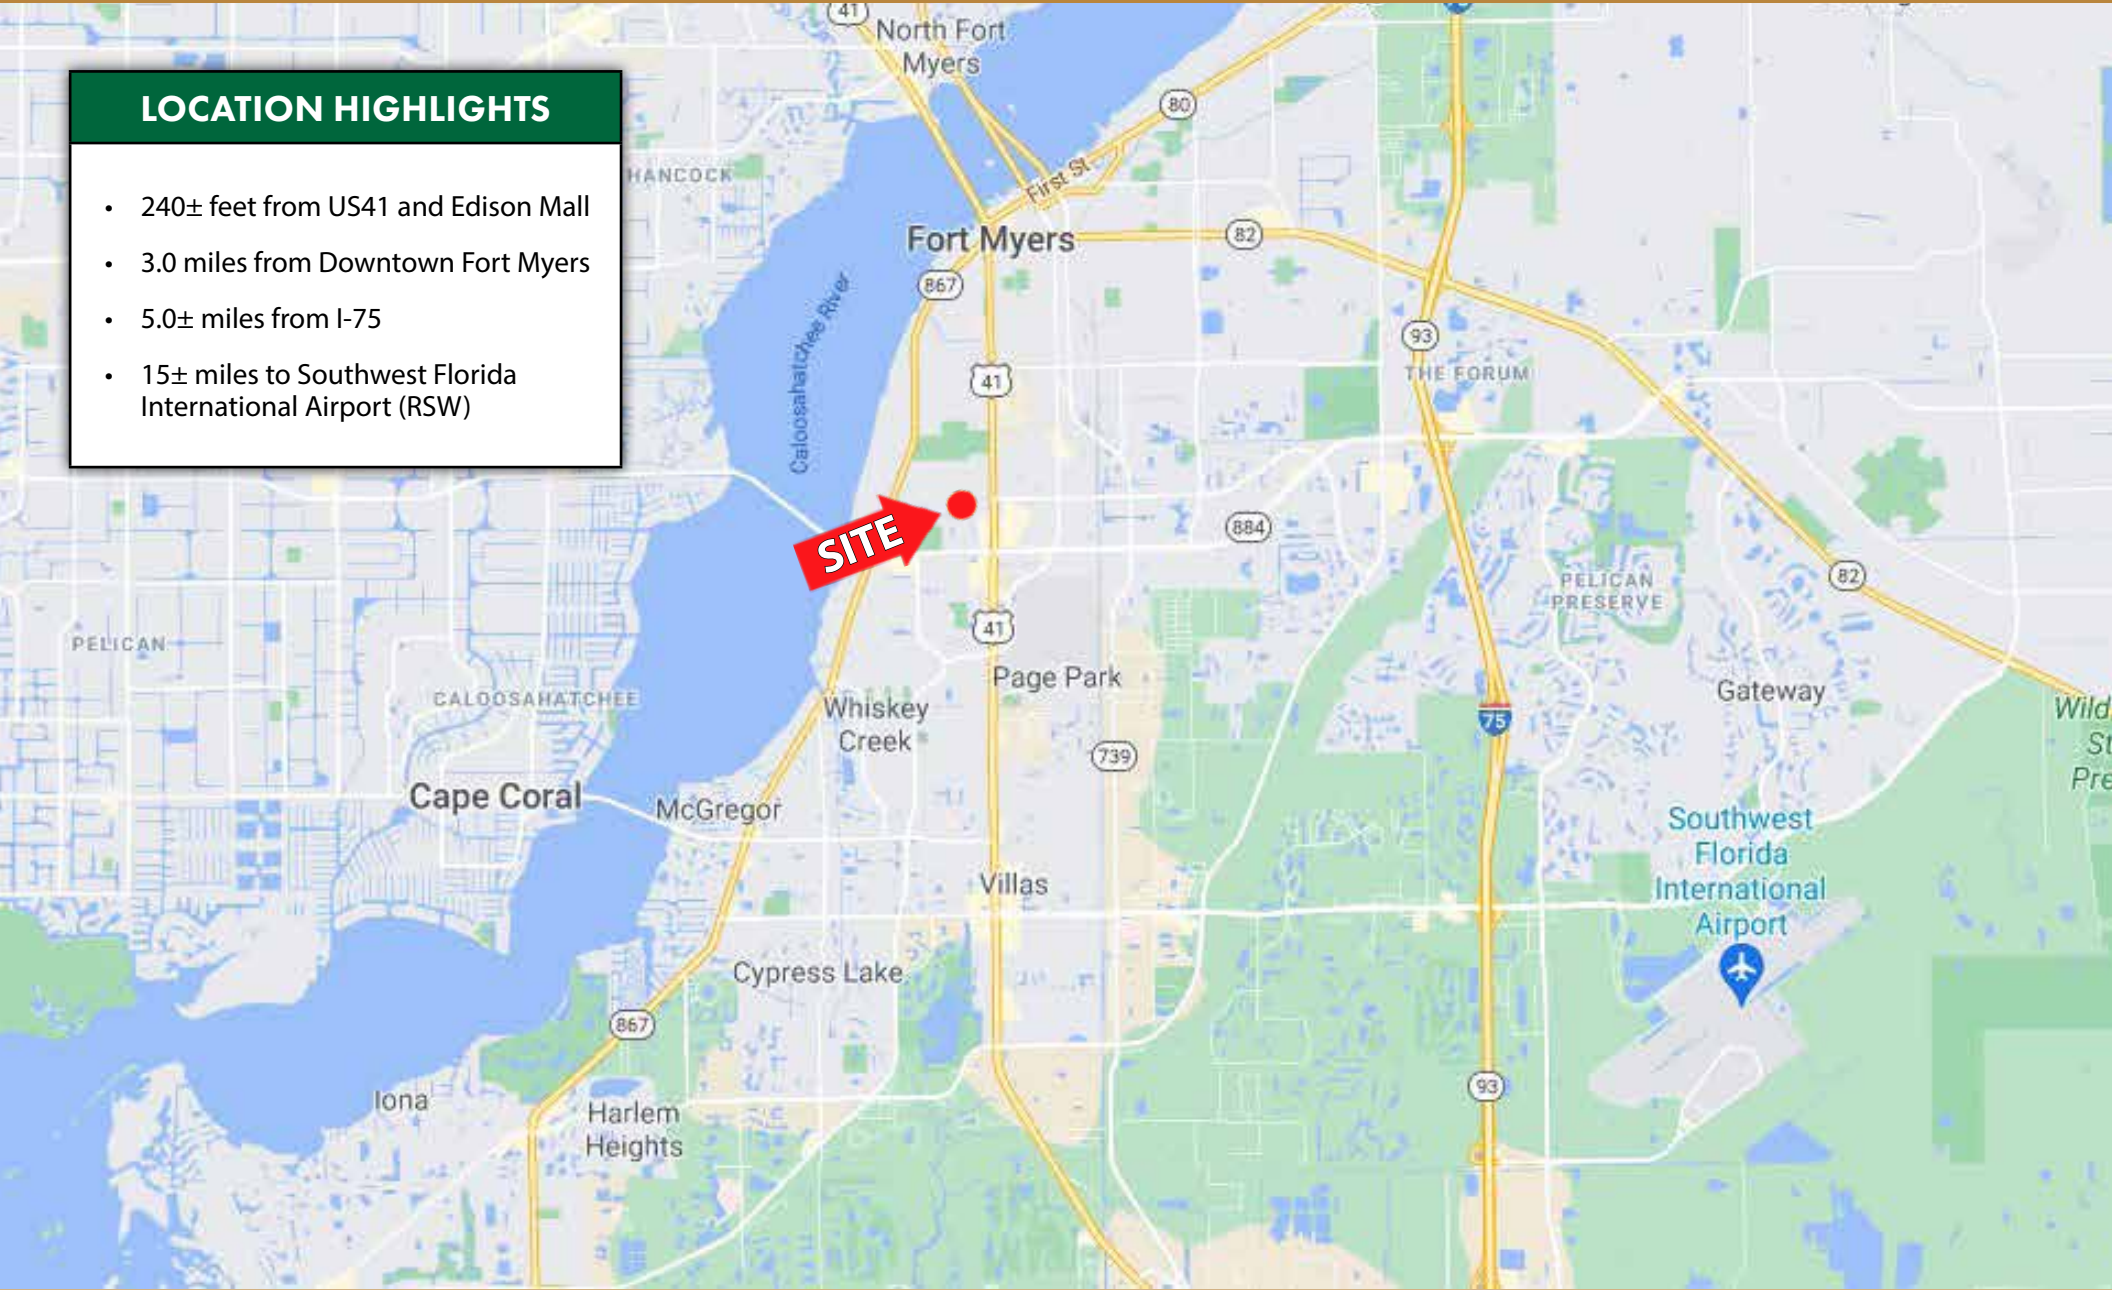 LOCATION HIGHLIGHTS
• 240± feet from US41 and Edison Mall
• 3.0 miles from Downtown Fort Myers
• 5.0± miles from I-75
• 15± miles to Southwest Florida
International Airport (RSW)
41
North Fort
Myers
80
HANCOCK
First St
Fort Myers
82
867
Caloosahatchee River
93
THE FORUM
41
SITE
884
PELICAN
PRESERVE
82
41
PELICAN
Page Park
CALOOSAHATCHEE
Gateway
Whiskey
Creek
75
Wild
St
Pre
739
Cape Coral
McGregor
Southwest
Florida
International
Airport
Villas
Cypress Lake
867
93
Iona
Harlem
Heights